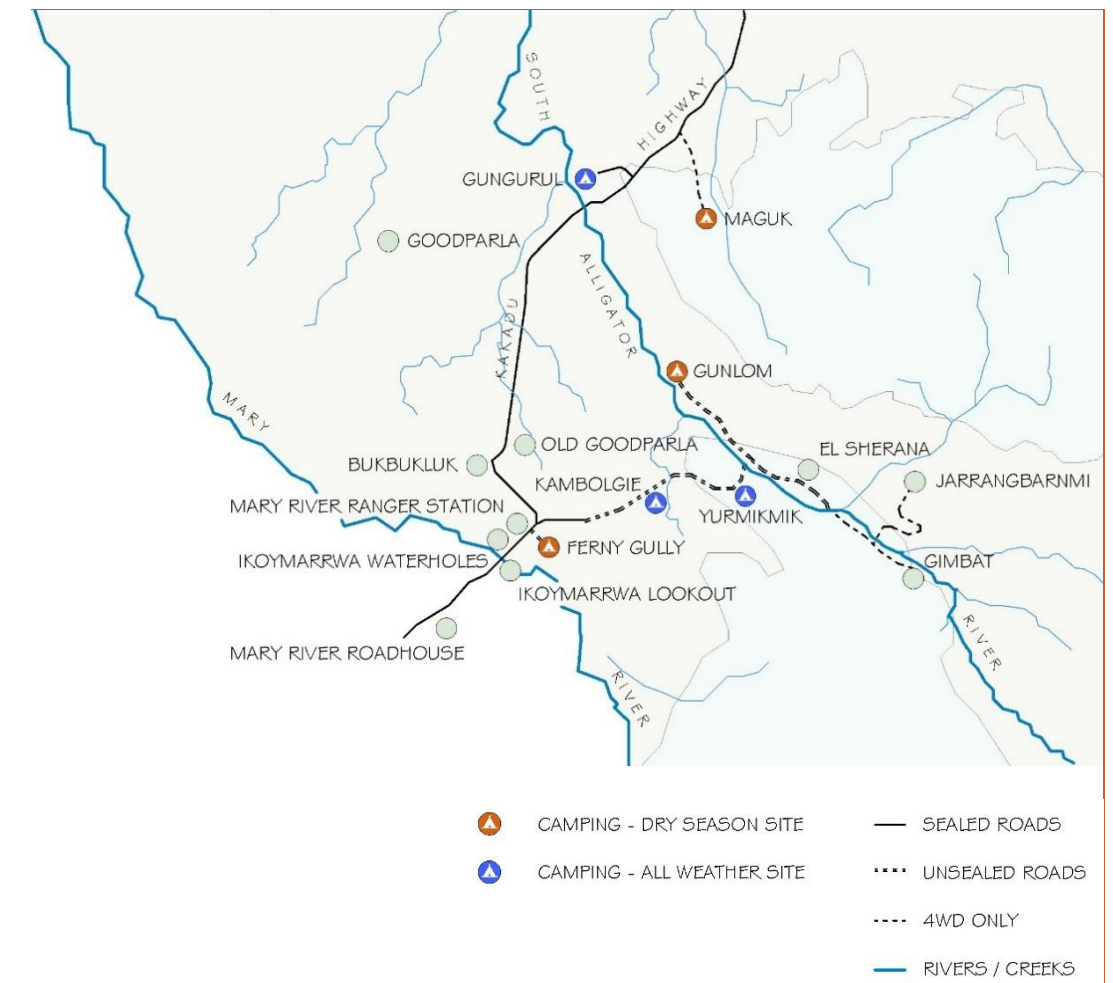 SOUTH
HIGHWAY
GUNGURUL
MAGUK
GOODPARLA
ALLIGATOR
KAKADU
GUNLOM
MARY
OLD GOODPARLA
EL SHERANA
BUKBUKLUK
KAMBOLGIE
JARRANGBARNMI
MARY RIVER RANGER STATION
YURMIKMIK
FERNY GULLY
IKOYMARRWA WATERHOLES
GIMBAT
IKOYMARRWA LOOKOUT
RIVER
MARY RIVER ROADHOUSE
RIVER
CAMPING - DRY SEASON SITE
SEALED ROADS
CAMPING - ALL WEATHER SITE
UNSEALED ROADS
4WD ONLY
RIVERS / CREEKS